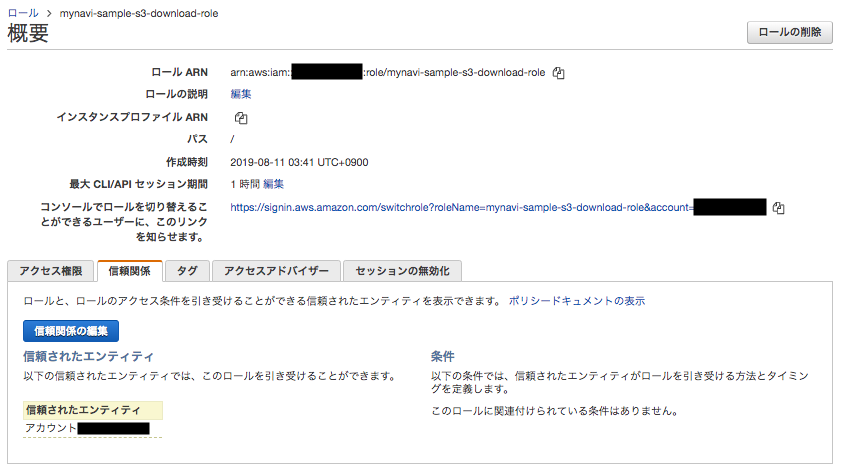 ロール > mynavi-sample-s3-download-role
概要
ロールの削除
ロール ARN arn:aws:iam:: :role/mynavi-sample-s3-download-role
ロールの説明 編集
インスタンスプロファイル ARN
パス /
作成時刻 2019-08-11 03:41 UTC+0900
最大 CLI/API セッション期間 1 時間 編集
コンソールでロールを切り替えるこ
とができるユーザーに、このリンク
を知らせます。
https://signin.aws.amazon.com/switchrole?roleName=mynavi-sample-s3-download-role&account=
アクセス権限 信頼関係 タグ アクセスアドバイザー セッションの無効化
ロールと、ロールのアクセス条件を引き受けることができる信頼されたエンティティを表示できます。 ポリシードキュメントの表示
信頼関係の編集
信頼されたエンティティ
以下の信頼されたエンティティでは、このロールを引き受けることができます。
信頼されたエンティティ
アカウント
条件
以下の条件では、信頼されたエンティティがロールを引き受ける方法とタイミン
グを定義します。
このロールに関連付けられている条件はありません。